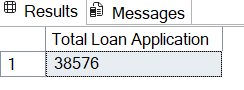 Results Messages
Total Loan Application
1 38576